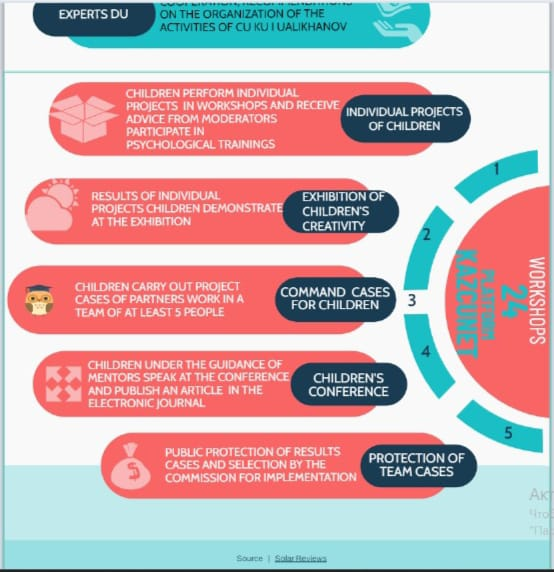 COOPERATION, RECOMMENDATIONS
EXPERTS DU
ON THE ORGANIZATION OF THE
ACTIVITIES OF CU KU I UALIKHANOV
CHILDREN PERFORM INDIVIDUAL
PROJECTS IN WORKSHOPS AND RECEIVE
ADVICE FROM MODERATORS
PARTICIPATE IN
PSYCHOLOGICAL TRAININGS
INDIVIDUAL PROJECTS
OF CHILDREN
1
RESULTS OF INDIVIDUAL
PROJECTS CHILDREN DEMONSTRATE
AT THE EXHIBITION
EXHIBITION OF
CHILDREN'S
CREATIVITY
2
CHILDREN CARRY OUT PROJECT
CASES OF PARTNERS WORK IN A
TEAM OF AT LEAST 5 PEOPLE
COMMAND CASES
FOR CHILDREN
3
WORKSHOPS
24
PLATFORM
KAZCUNET
CHILDREN UNDER THE GUIDANCE OF
MENTORS SPEAK AT THE CONFERENCE
AND PUBLISH AN ARTICLE IN THE
ELECTRONIC JOURNAL
CHILDREN'S
CONFERENCE
4
PUBLIC PROTECTION OF RESULTS
CASES AND SELECTION BY THE
COMMISSION FOR IMPLEMENTATION
PROTECTION OF
TEAM CASES
5
$
Source | Solar Reviews